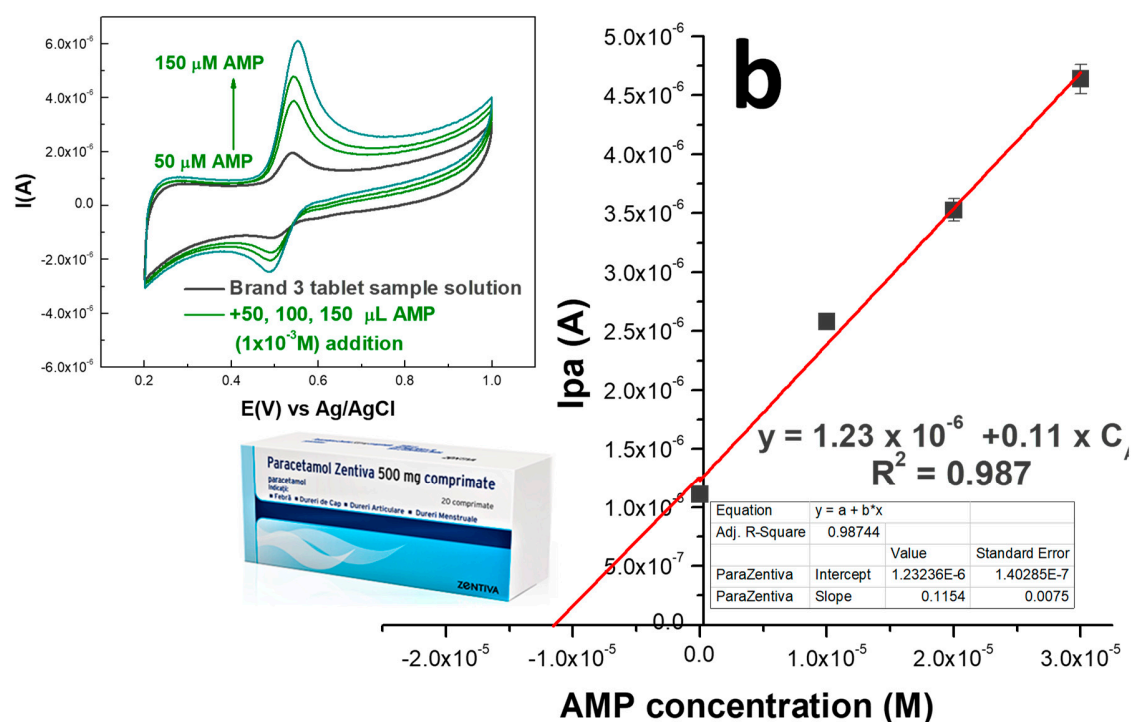 b
6.0x10⁻⁶
4.0x10⁻⁶
2.0x10⁻⁶
0.0
-2.0x10⁻⁶
-4.0x10⁻⁶
-6.0x10⁻⁶
I(A)
150 μM AMP
50 μM AMP
Brand 3 tablet sample solution
+50, 100, 150 μL AMP
(1x10⁻³M) addition
0.2 0.4 0.6 0.8 1.0
E(V) vs Ag/AgCl
Paracetamol Zentiva 500 mg comprimate
paracetamol
20 comprimate
Indicații:
▪ Febră ▪ Dureri de Cap ▪ Dureri Articulare ▪ Dureri Menstruale
ZENTIVA
5.0x10⁻⁶
4.5x10⁻⁶
4.0x10⁻⁶
3.5x10⁻⁶
3.0x10⁻⁶
2.5x10⁻⁶
2.0x10⁻⁶
1.5x10⁻⁶
1.0x10⁻⁶
5.0x10⁻⁷
0.0
Ipa (A)
y = 1.23 x 10⁻⁶ +0.11 x C
R² = 0.987
Equation y = a + b*x
Adj. R-Square 0.98744
Value Standard Error
ParaZentiva Intercept 1.23236E-6 1.40285E-7
ParaZentiva Slope 0.1154 0.0075
-2.0x10⁻⁵ -1.0x10⁻⁵ 0.0 1.0x10⁻⁵ 2.0x10⁻⁵ 3.0x10⁻⁵
AMP concentration (M)